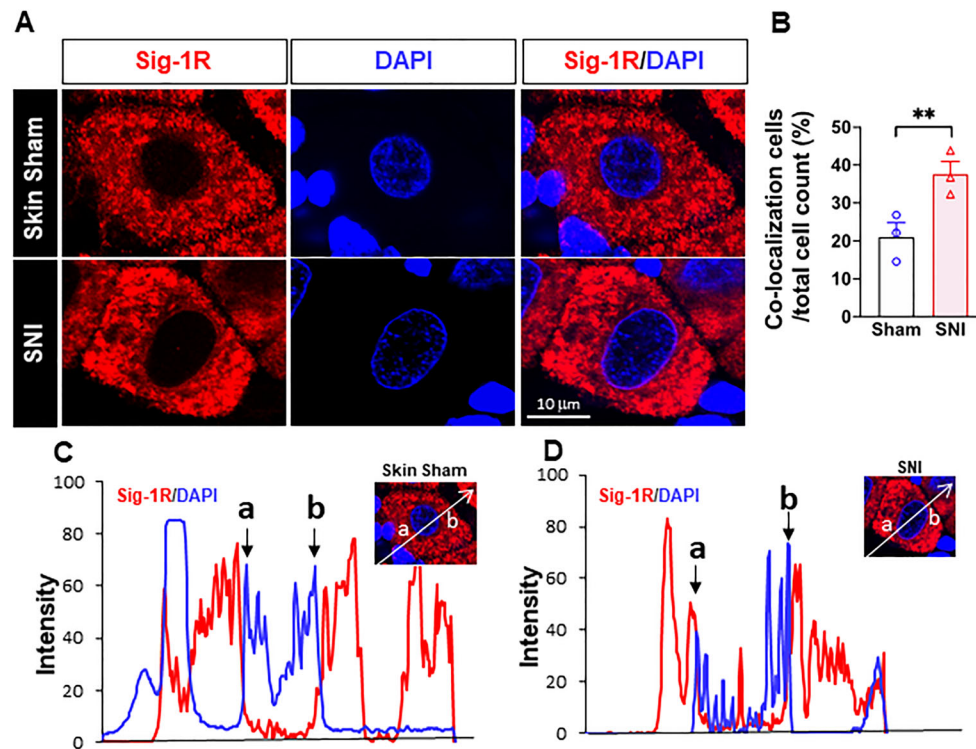 A
B
Sig-1R
DAPI
Sig-1R/DAPI
Skin Sham
SNI
10 μm
Co-localization cells
/total cell count (%)
50
40
30
20
10
0
**
Sham
SNI
C
100
80
60
40
20
0
Intensity
Sig-1R/DAPI
a
b
Skin Sham
a
b
D
100
80
60
40
20
0
Intensity
Sig-1R/DAPI
a
b
SNI
a
b